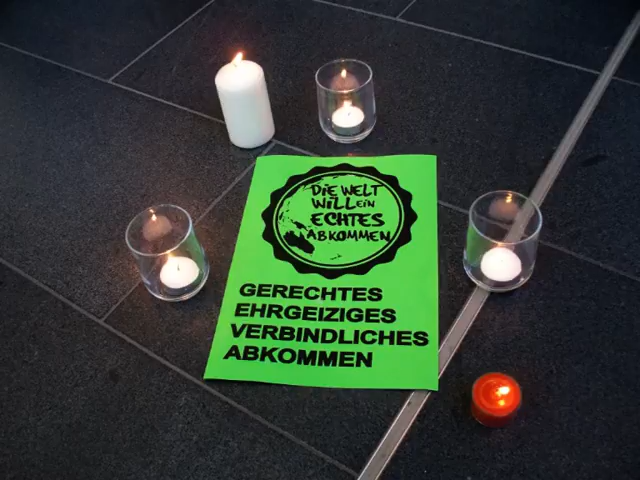 DIE WELT
WILL EIN
ECHTES
ABKOMMEN
GERECHTES
EHRGEIZIGES
VERBINDLICHES
ABKOMMEN